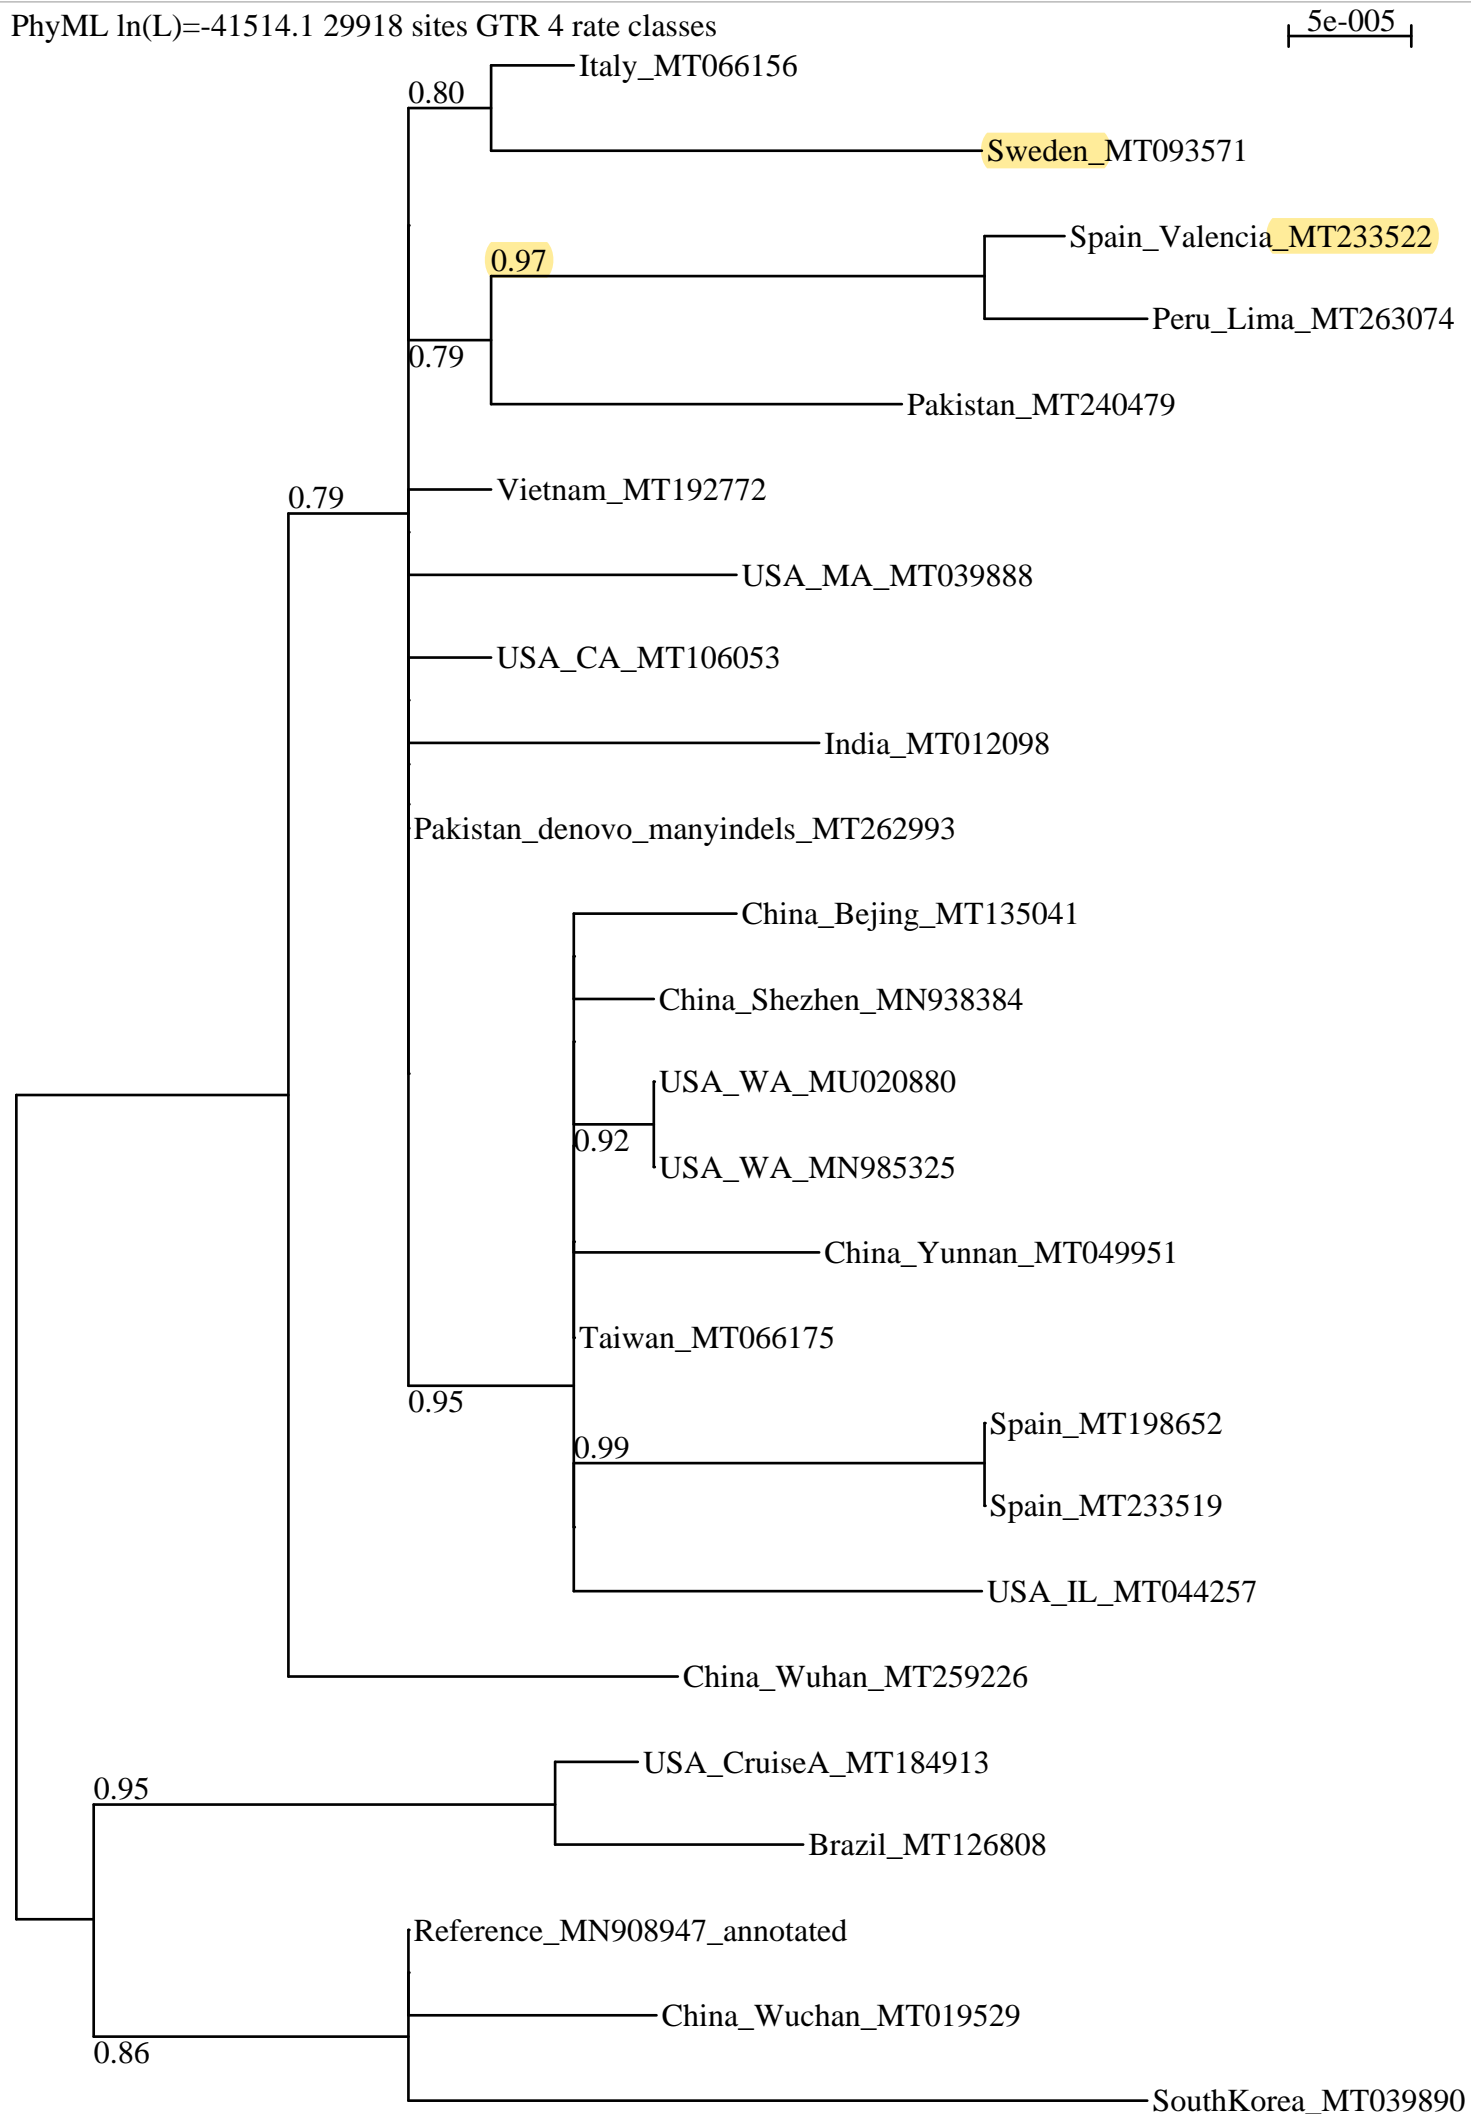 PhyML ln(L)=-41514.1 29918 sites GTR 4 rate classes
5e-005
Italy_MT066156
0.80
Sweden_MT093571
Spain_Valencia_MT233522
0.97
Peru_Lima_MT263074
0.79
Pakistan_MT240479
Vietnam_MT192772
0.79
USA_MA_MT039888
USA_CA_MT106053
India_MT012098
Pakistan_denovo_manyindels_MT262993
China_Bejing_MT135041
China_Shezhen_MN938384
USA_WA_MU020880
0.92
USA_WA_MN985325
China_Yunnan_MT049951
Taiwan_MT066175
0.95
Spain_MT198652
0.99
Spain_MT233519
USA_IL_MT044257
China_Wuhan_MT259226
USA_CruiseA_MT184913
0.95
Brazil_MT126808
Reference_MN908947_annotated
China_Wuchan_MT019529
0.86
SouthKorea_MT039890